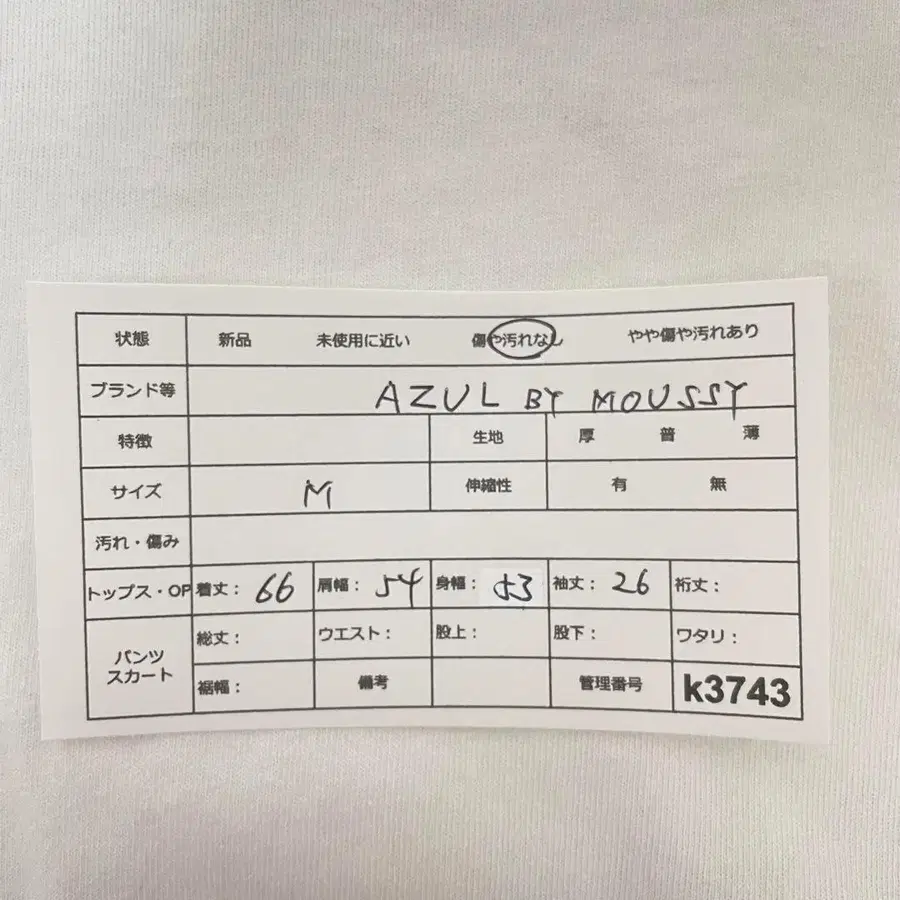 状態 新品 未使用に近い 傷や汚れなし やや傷や汚れあり
ブランド等 AZUL BY MOUSSY
特徴 生地 厚 普 薄
サイズ M 伸縮性 有 無
汚れ・傷み
トップス・OP 着丈: 66 肩幅: 54 身幅: 53 袖丈: 26 裄丈:
パンツ スカート 総丈: ウエスト: 股上: 股下: ワタリ:
裾幅: 備考 管理番号 k3743